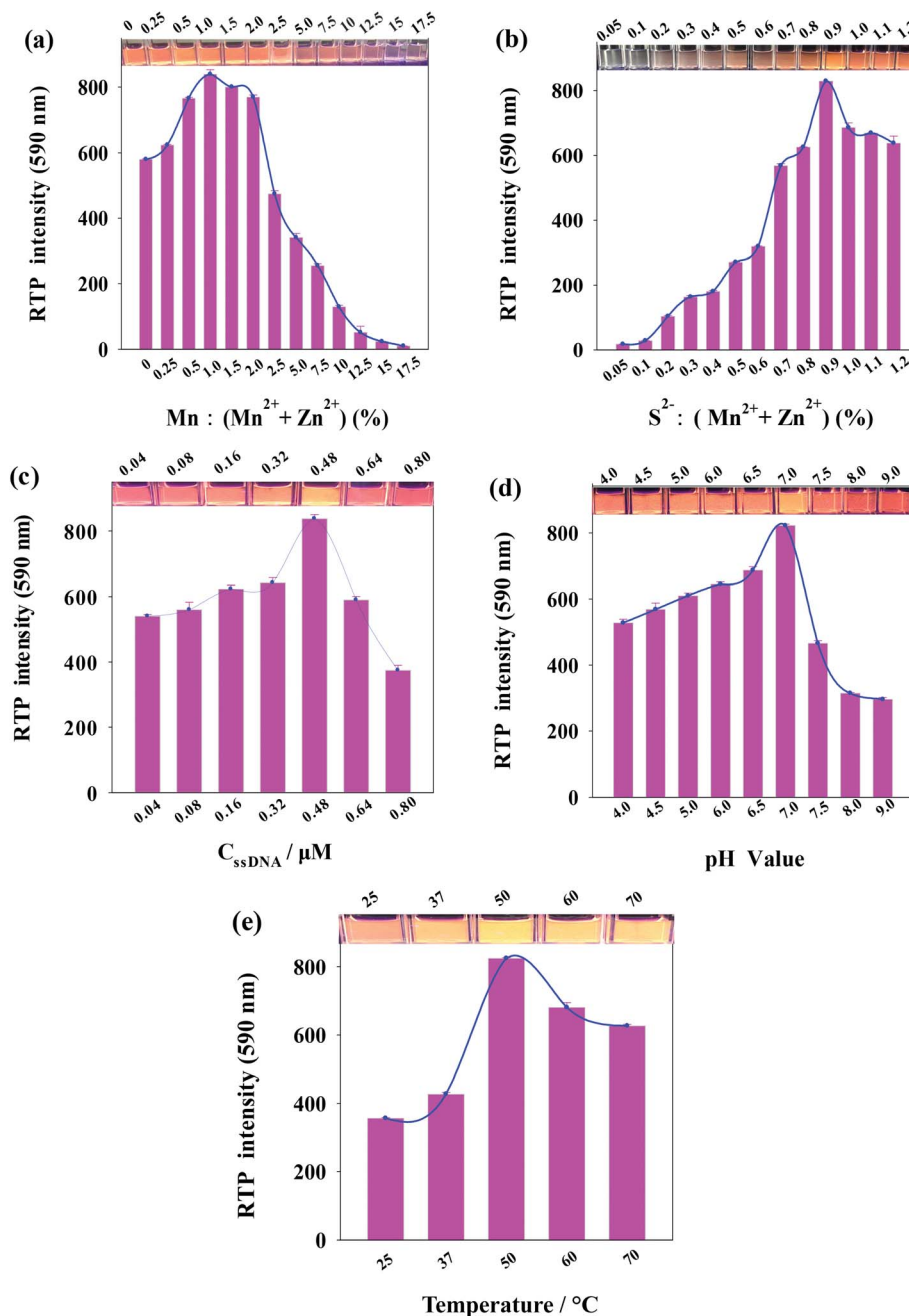 (a)
0 0.25 0.5 1.0 1.5 2.0 2.5 5.0 7.5 10 12.5 15 17.5
RTP intensity (590 nm)
800
600
400
200
0
0 0.25 0.5 1.0 1.5 2.0 2.5 5.0 7.5 10 12.5 15 17.5
Mn : (Mn²⁺ + Zn²⁺) (%)
(b)
0.05 0.1 0.2 0.3 0.4 0.5 0.6 0.7 0.8 0.9 1.0 1.1 1.2
RTP intensity (590 nm)
800
600
400
200
0
0.05 0.1 0.2 0.3 0.4 0.5 0.6 0.7 0.8 0.9 1.0 1.1 1.2
S²⁻ : ( Mn²⁺ + Zn²⁺) (%)
(c)
0.04 0.08 0.16 0.32 0.48 0.64 0.80
RTP intensity (590 nm)
800
600
400
200
0
0.04 0.08 0.16 0.32 0.48 0.64 0.80
C ssDNA / μM
(d)
4.0 4.5 5.0 6.0 6.5 7.0 7.5 8.0 9.0
RTP intensity (590 nm)
800
600
400
200
0
4.0 4.5 5.0 6.0 6.5 7.0 7.5 8.0 9.0
pH Value
(e)
25 37 50 60 70
RTP intensity (590 nm)
800
600
400
200
0
25 37 50 60 70
Temperature / °C